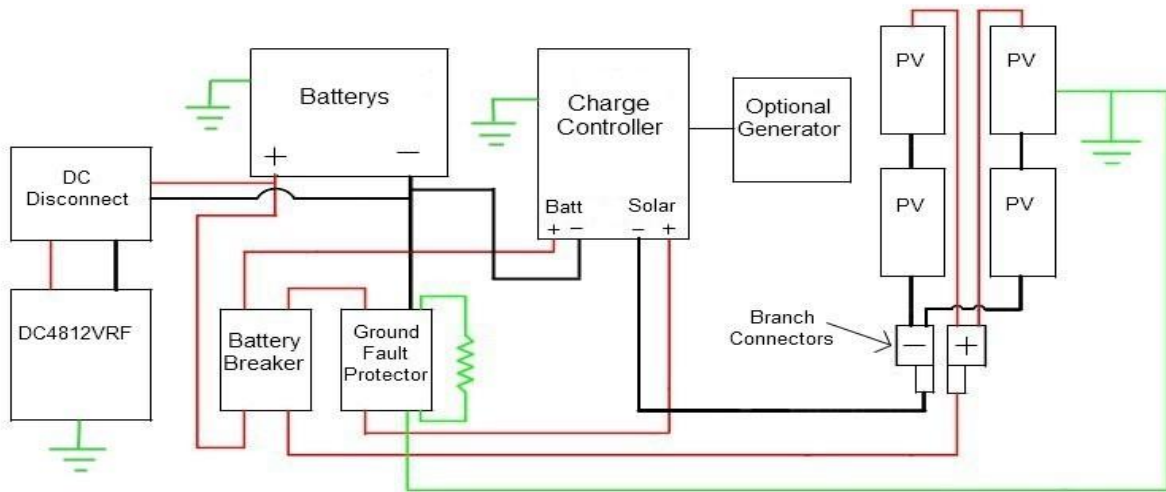 Batterys
+ −
DC
Disconnect
DC4812VRF
Charge
Controller
Batt
+ −
Solar
− +
Optional
Generator
PV
PV
PV
PV
Battery
Breaker
Ground
Fault
Protector
Branch
Connectors
− +